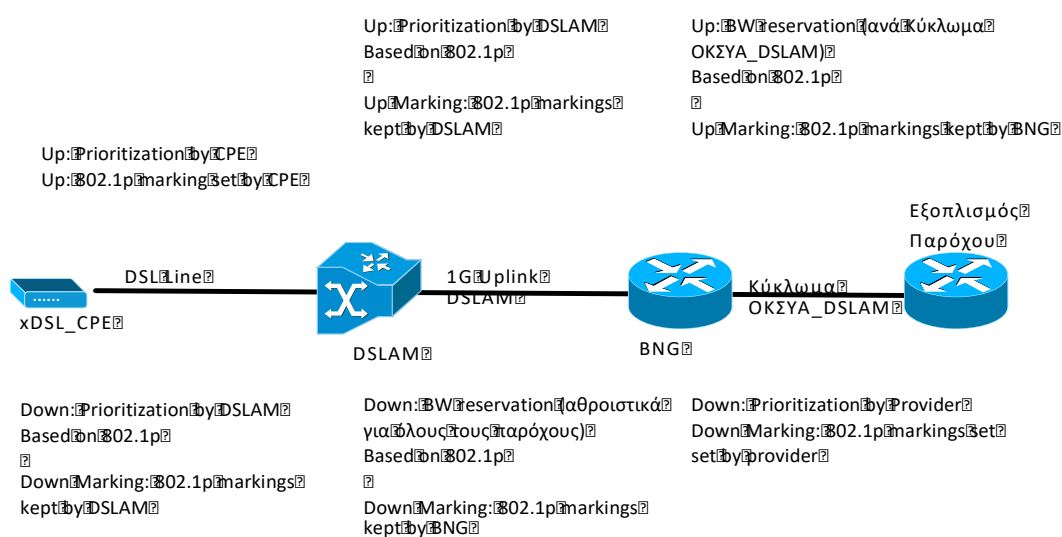 Up: Prioritization by DSLAM
Based on 802.1p
Up Marking: 802.1p markings
kept by DSLAM
Up: BW reservation (ανά Κύκλωμα
ΟΚΣΥΑ_DSLAM)
Based on 802.1p
Up Marking: 802.1p markings kept by BNG
Up: Prioritization by CPE
Up: 802.1p marking set by CPE
Εξοπλισμός
Παρόχου
DSL Line
1G Uplink
DSLAM
Κύκλωμα
ΟΚΣΥΑ_DSLAM
xDSL_CPE
DSLAM
BNG
Down: Prioritization by DSLAM
Based on 802.1p
Down Marking: 802.1p markings
kept by DSLAM
Down: BW reservation (αθροιστικά
για όλους τους παρόχους)
Based on 802.1p
Down Marking: 802.1p markings
kept by BNG
Down: Prioritization by Provider
Down Marking: 802.1p markings set
set by provider